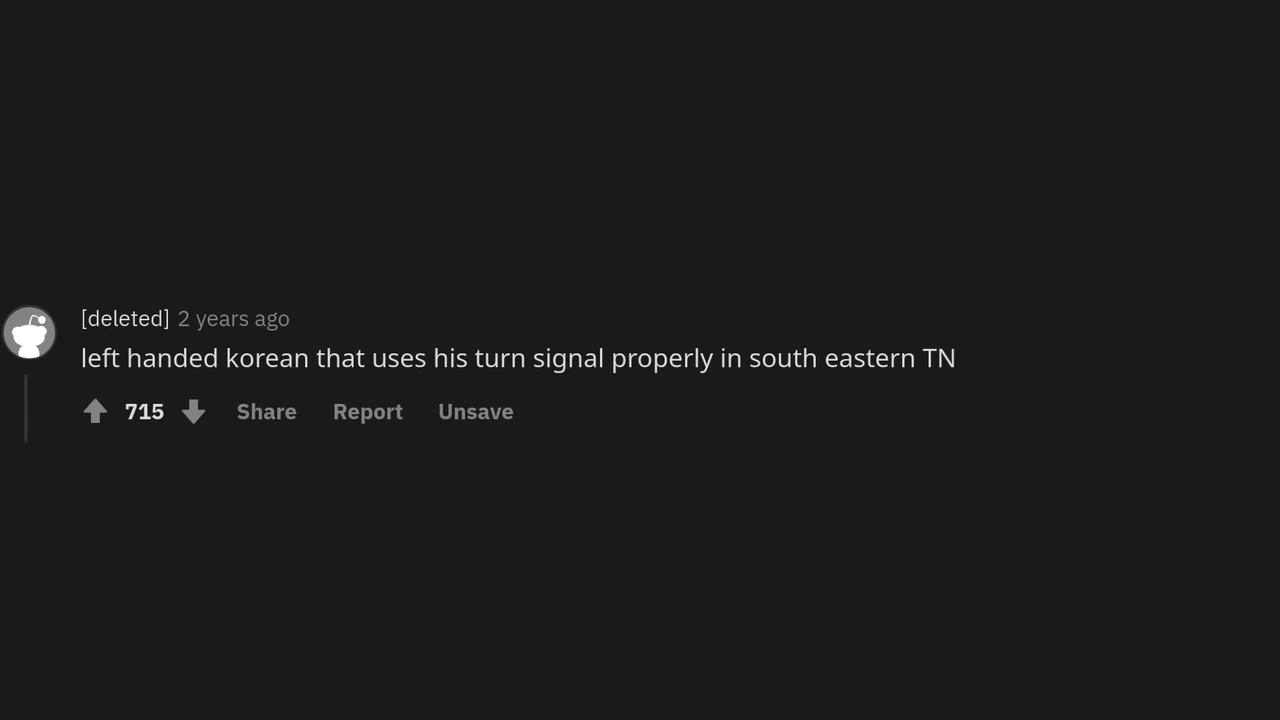 [deleted] 2 years ago
left handed korean that uses his turn signal properly in south eastern TN
715 Share Report Unsave